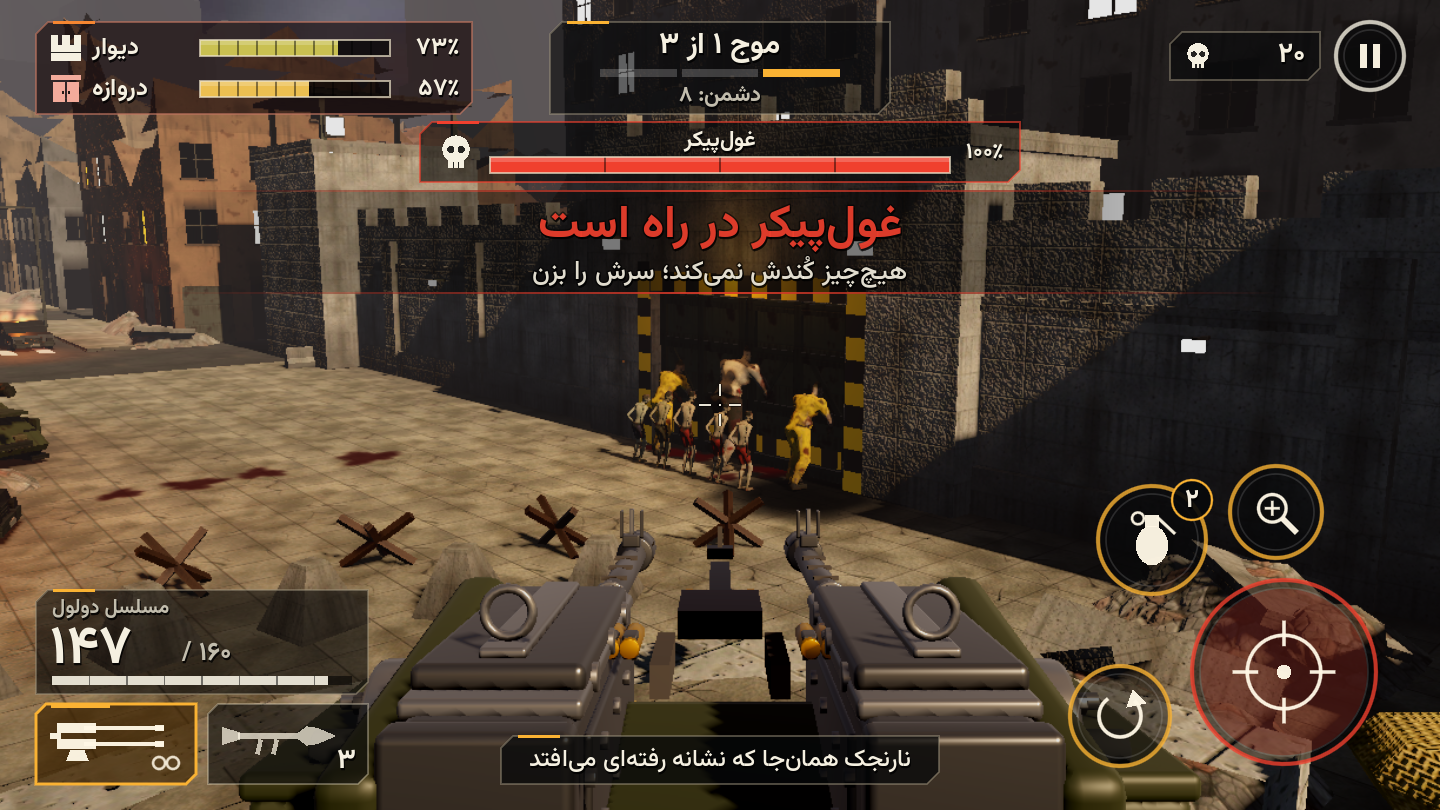 دیوار ۷۳٪
دروازه ۵۷٪
موج ۱ از ۳
دشمن: ۸
۲۰
غول‌پیکر
۱۰۰٪
غول‌پیکر در راه است
هیچ‌چیز کُندش نمی‌کند؛ سرش را بزن
۲
مسلسل دولول
۱۴۷ / ۱۶۰
∞
۳
نارنجک همان‌جا که نشانه رفته‌ای می‌افتد